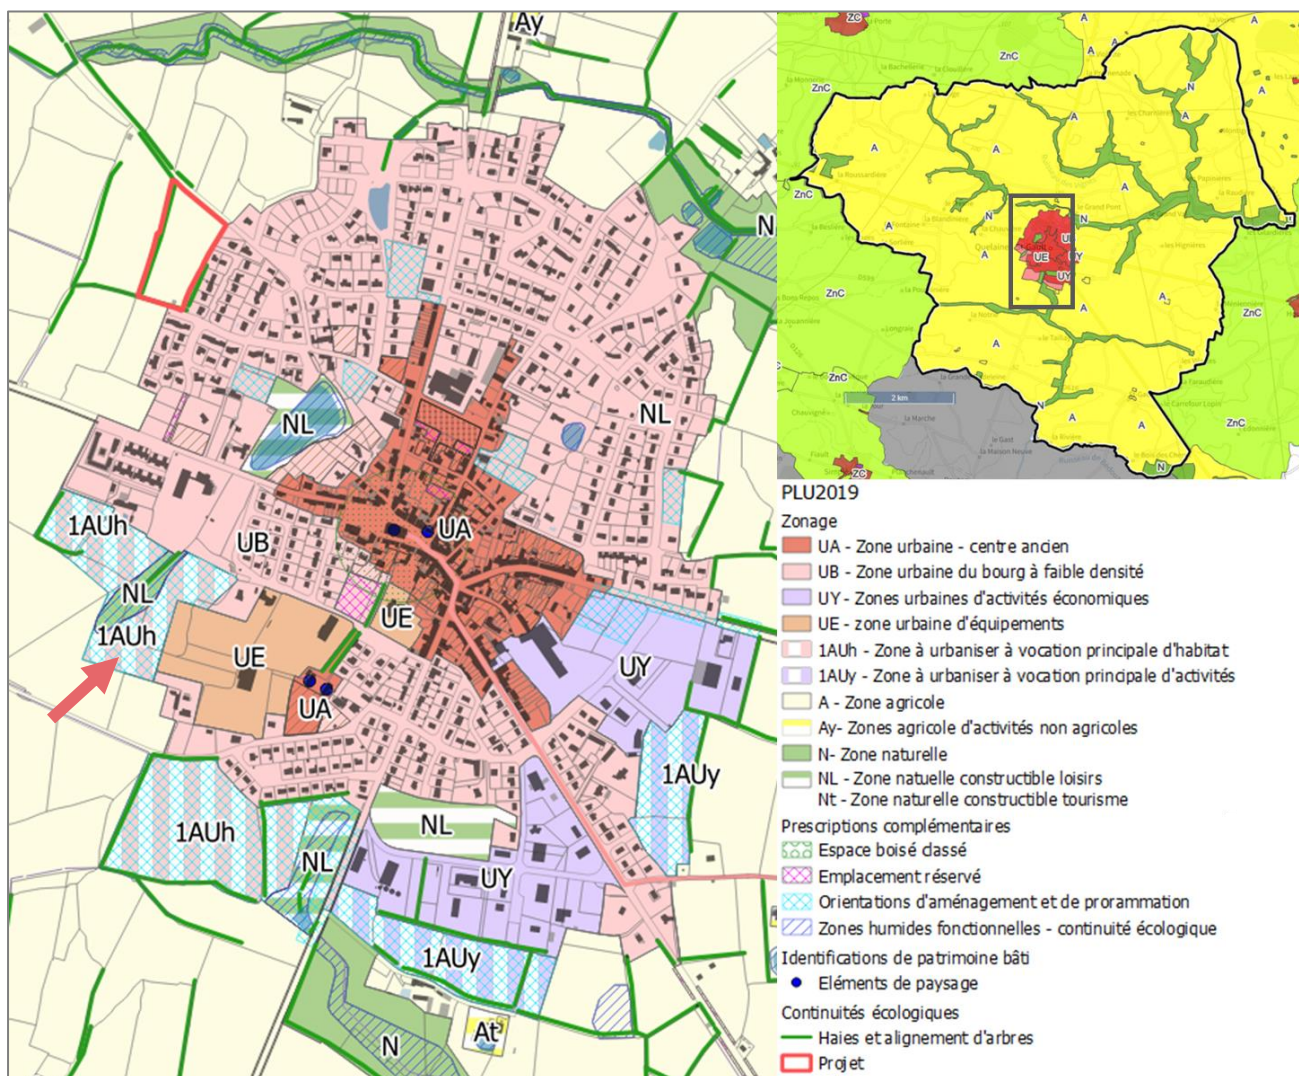 Ay
N
NL
NL
1AUh
UB
UA
NL
1AUh
UE
UE
UY
UA
1AUh
1AUy
NL
NL
UY
1AUy
N
At
ZC
ZnC
A
A
A
ZnC
N
A
A
A
A
ZnC
A
N
N
A
U
UE
UY
UY
A
A
A
ZnC
A
ZnC
2 km
N
A
A
ZnC
N
ZC
PLU2019
Zonage
UA - Zone urbaine - centre ancien
UB - Zone urbaine du bourg à faible densité
UY - Zones urbaines d'activités économiques
UE - zone urbaine d'équipements
1AUh - Zone à urbaniser à vocation principale d'habitat
1AUy - Zone à urbaniser à vocation principale d'activités
A - Zone agricole
Ay- Zones agricole d'activités non agricoles
N- Zone naturelle
NL - Zone natuelle constructible loisirs
Nt - Zone naturelle constructible tourisme
Prescriptions complémentaires
Espace boisé classé
Emplacement réservé
Orientations d'aménagement et de prorammation
Zones humides fonctionnelles - continuité écologique
Identifications de patrimoine bâti
Eléments de paysage
Continuités écologiques
Haies et alignement d'arbres
Projet